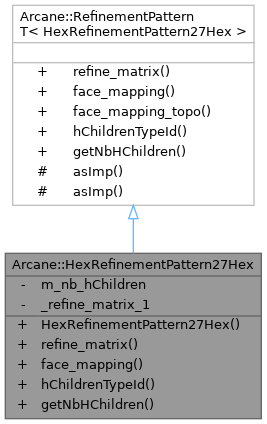 Arcane::RefinementPattern
T< HexRefinementPattern27Hex >
+ refine_matrix()
+ face_mapping()
+ face_mapping_topo()
+ hChildrenTypeId()
+ getNbHChildren()
# asImp()
# asImp()
Arcane::HexRefinementPattern27Hex
- m_nb_hChildren
- _refine_matrix_1
+ HexRefinementPattern27Hex()
+ refine_matrix()
+ face_mapping()
+ hChildrenTypeId()
+ getNbHChildren()